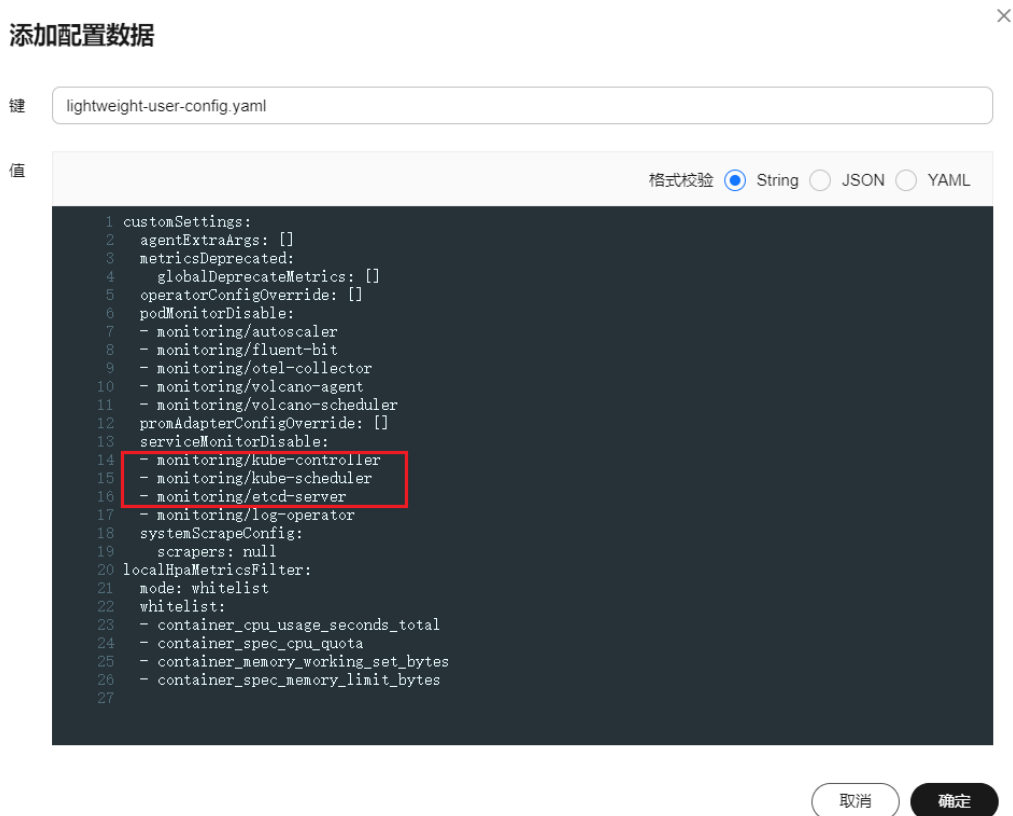 添加配置数据
键 lightweight-user-config.yaml
值
格式校验 String JSON YAML
1 customSettings:
2   agentExtraArgs: []
3   metricsDeprecated:
4     globalDeprecateMetrics: []
5   operatorConfigOverride: []
6   podMonitorDisable:
7   - monitoring/autoscaler
8   - monitoring/fluent-bit
9   - monitoring/otel-collector
10   - monitoring/volcano-agent
11   - monitoring/volcano-scheduler
12   promAdapterConfigOverride: []
13   serviceMonitorDisable:
14   - monitoring/kube-controller
15   - monitoring/kube-scheduler
16   - monitoring/etcd-server
17   - monitoring/log-operator
18   systemScrapeConfig:
19     scrapers: null
20 localHpaMetricsFilter:
21   mode: whitelist
22   whitelist:
23   - container_cpu_usage_seconds_total
24   - container_spec_cpu_quota
25   - container_memory_working_set_bytes
26   - container_spec_memory_limit_bytes
27
取消 确定